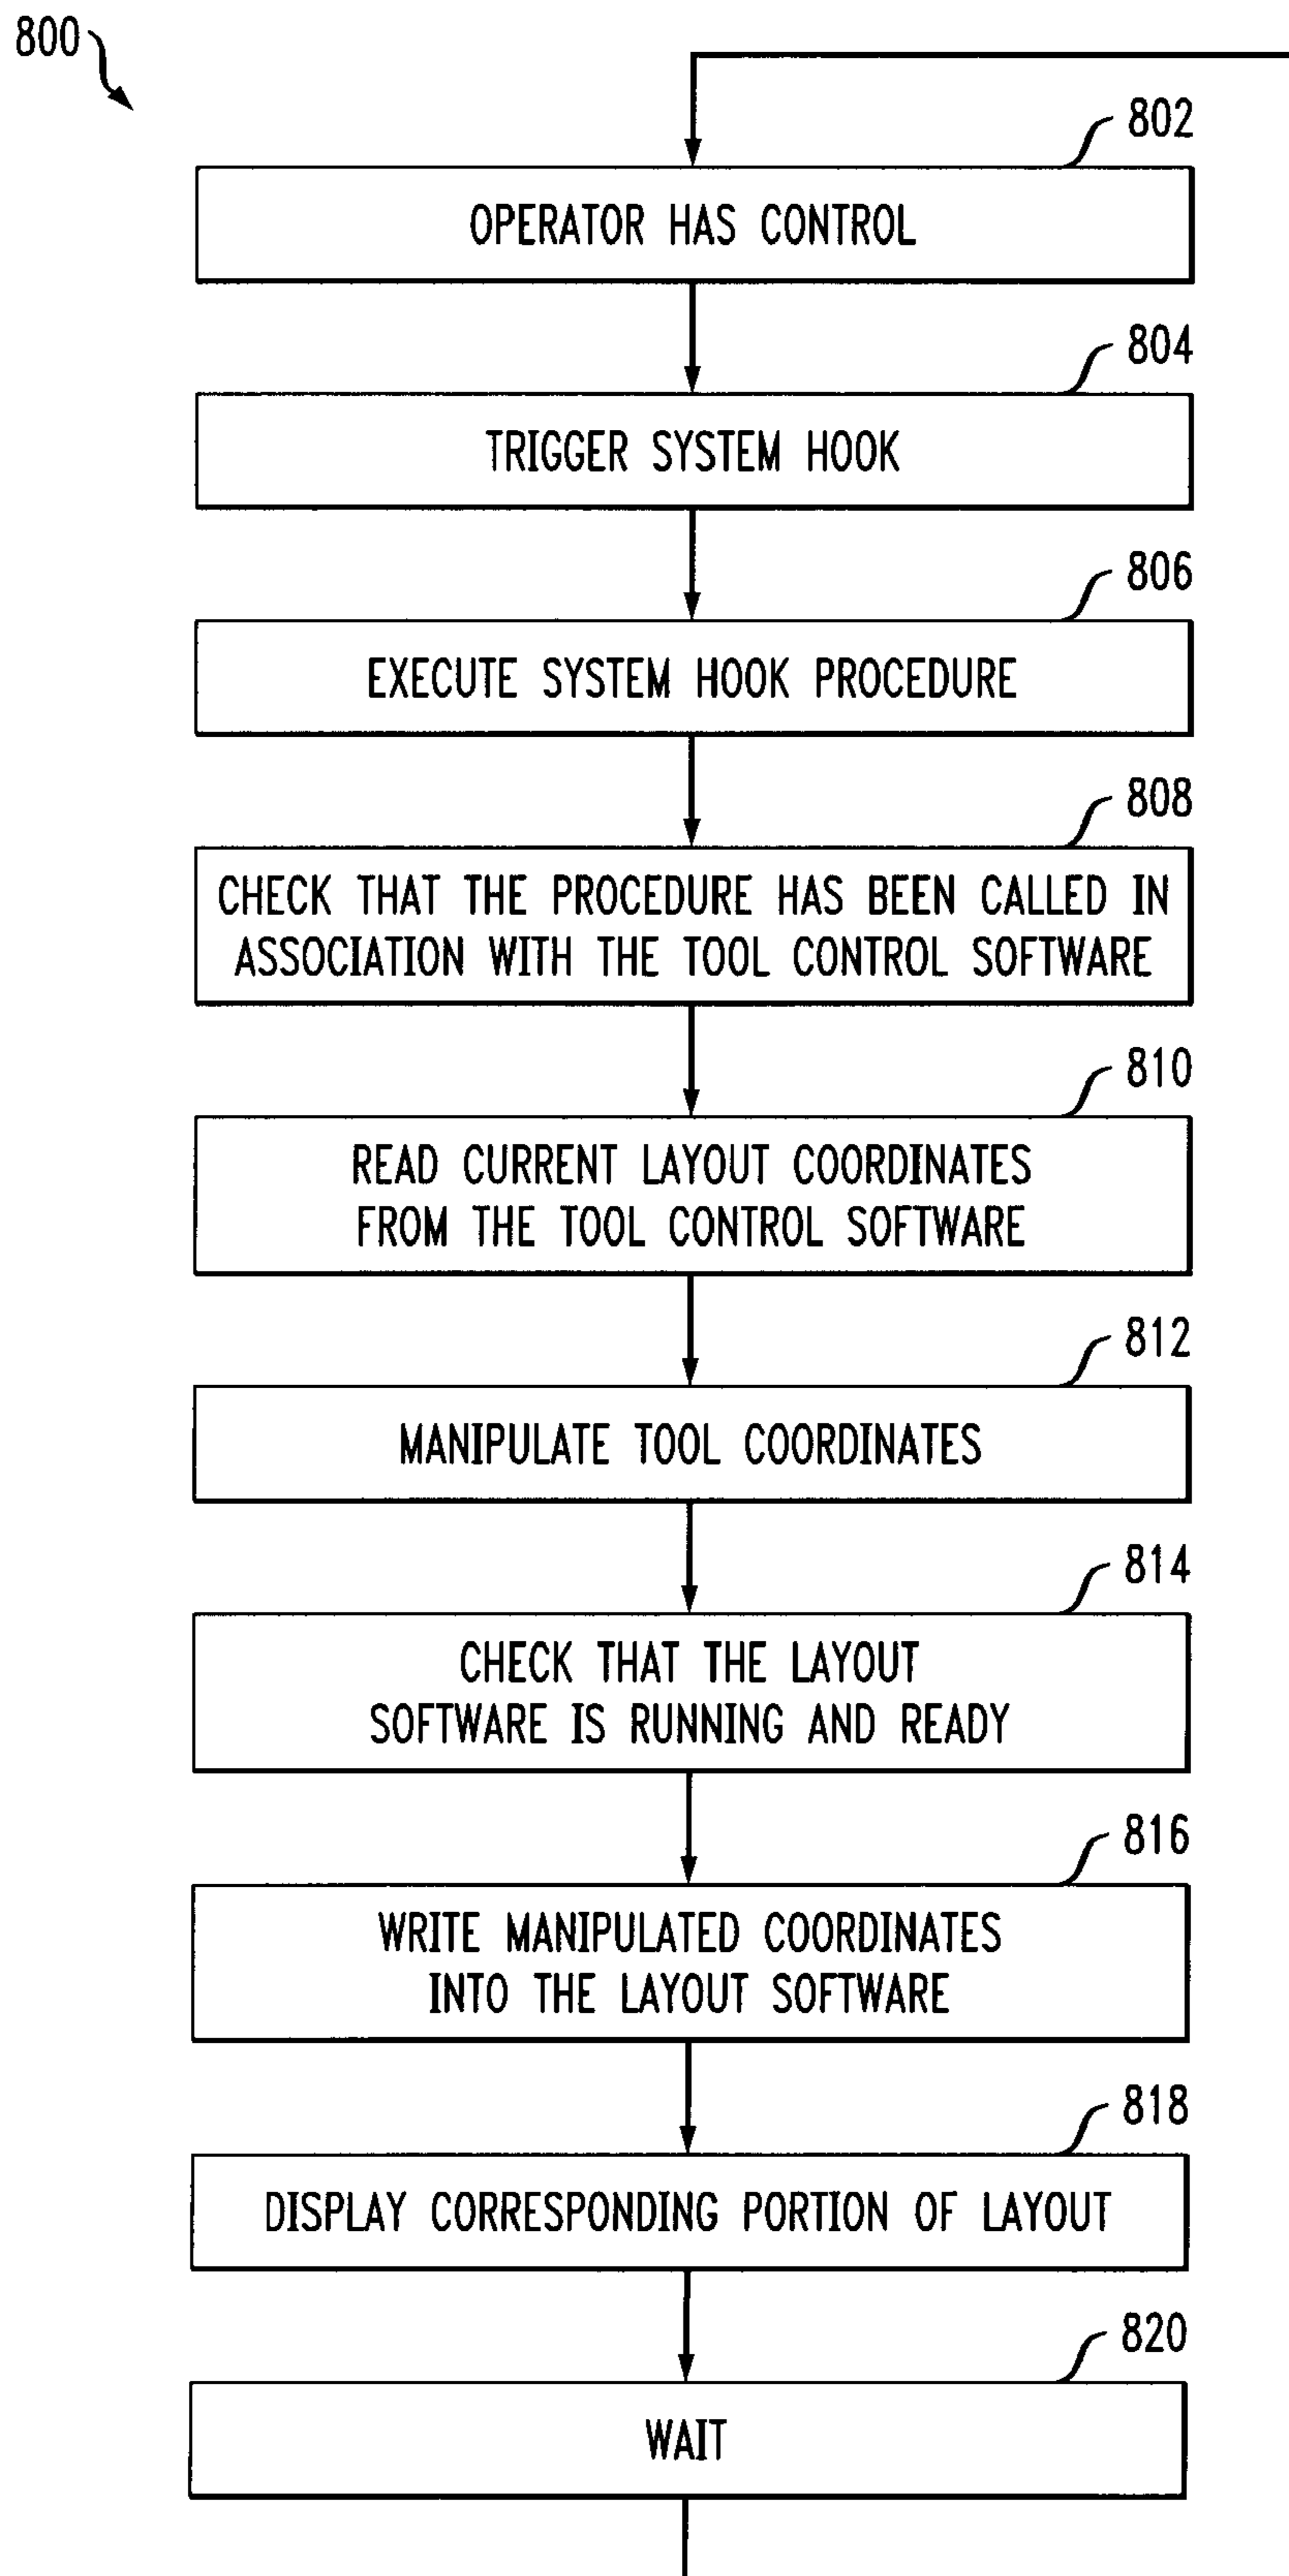 800
802
OPERATOR HAS CONTROL
804
TRIGGER SYSTEM HOOK
806
EXECUTE SYSTEM HOOK PROCEDURE
808
CHECK THAT THE PROCEDURE HAS BEEN CALLED IN
ASSOCIATION WITH THE TOOL CONTROL SOFTWARE
810
READ CURRENT LAYOUT COORDINATES
FROM THE TOOL CONTROL SOFTWARE
812
MANIPULATE TOOL COORDINATES
814
CHECK THAT THE LAYOUT
SOFTWARE IS RUNNING AND READY
816
WRITE MANIPULATED COORDINATES
INTO THE LAYOUT SOFTWARE
818
DISPLAY CORRESPONDING PORTION OF LAYOUT
820
WAIT